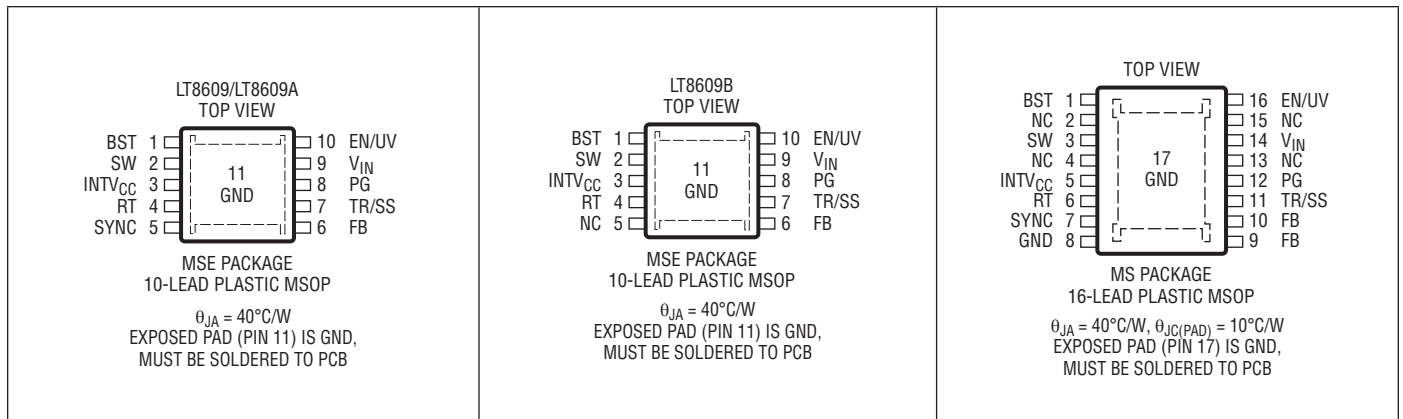 LT8609/LT8609A
TOP VIEW
BST 1 10 EN/UV
SW 2 9 VIN
INTVCC 3 11 8 PG
RT 4 GND 7 TR/SS
SYNC 5 6 FB
MSE PACKAGE
10-LEAD PLASTIC MSOP
θJA = 40°C/W
EXPOSED PAD (PIN 11) IS GND,
MUST BE SOLDERED TO PCB
LT8609B
TOP VIEW
BST 1 10 EN/UV
SW 2 9 VIN
INTVCC 3 11 8 PG
RT 4 GND 7 TR/SS
NC 5 6 FB
MSE PACKAGE
10-LEAD PLASTIC MSOP
θJA = 40°C/W
EXPOSED PAD (PIN 11) IS GND,
MUST BE SOLDERED TO PCB
TOP VIEW
BST 1 16 EN/UV
NC 2 15 NC
SW 3 14 VIN
NC 4 17 13 NC
INTVCC 5 GND 12 PG
RT 6 11 TR/SS
SYNC 7 10 FB
GND 8 9 FB
MS PACKAGE
16-LEAD PLASTIC MSOP
θJA = 40°C/W, θJC(PAD) = 10°C/W
EXPOSED PAD (PIN 17) IS GND,
MUST BE SOLDERED TO PCB